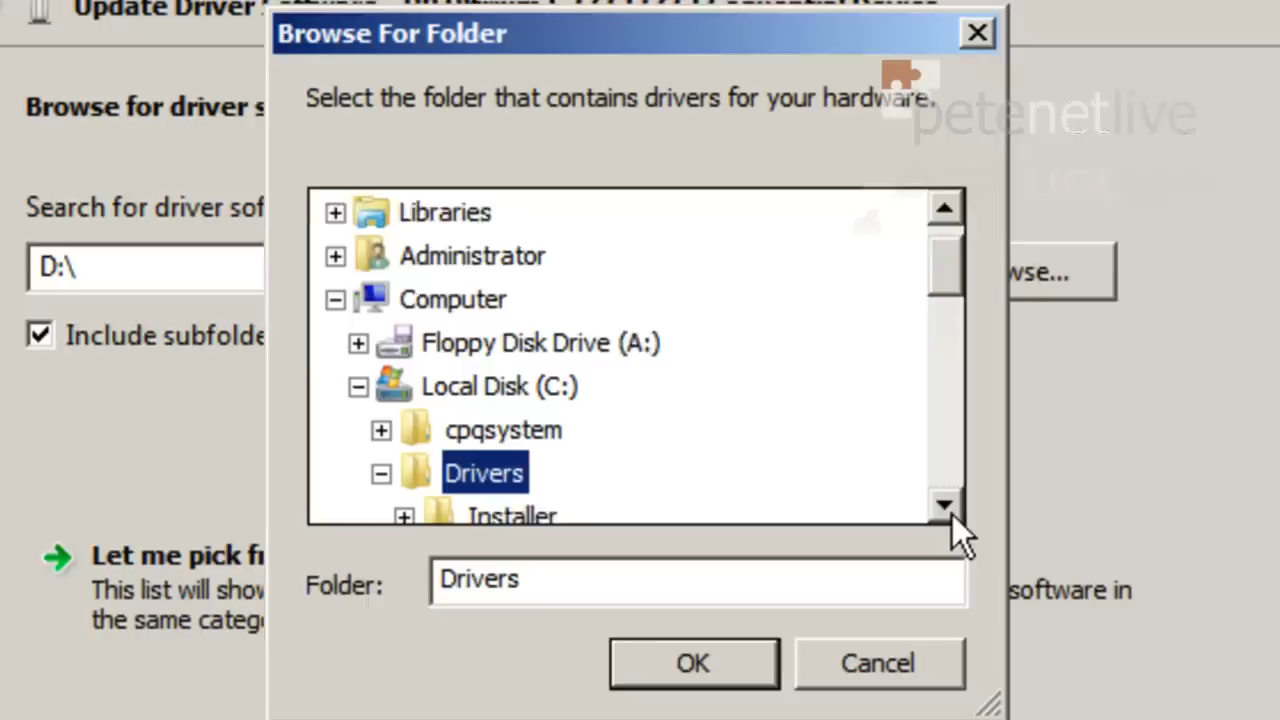 Update Driver
Browse For Folder
Select the folder that contains drivers for your hardware.
petenetlive
Browse for driver s
Search for driver sof
D:\
wse...
Include subfolde
Libraries
Administrator
Computer
Floppy Disk Drive (A:)
Local Disk (C:)
cpqsystem
Drivers
Installer
Let me pick fr
This list will show
software in
the same catego
Folder:
Drivers
OK
Cancel